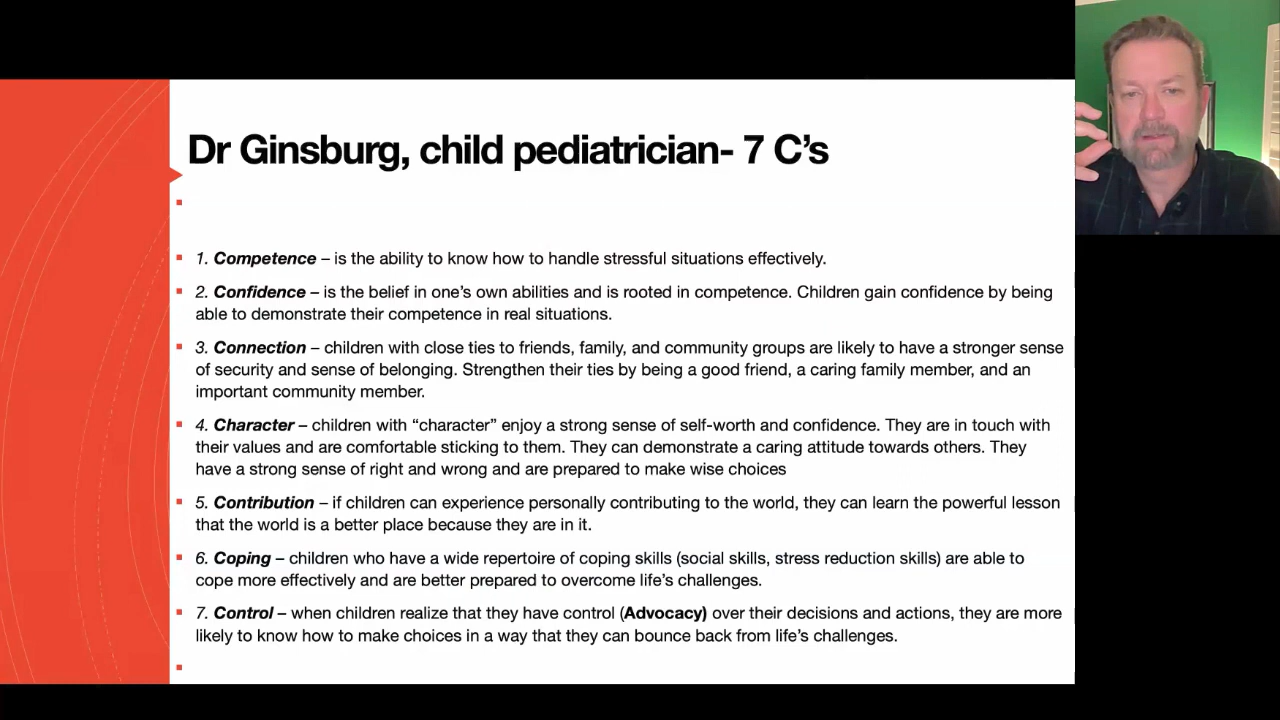 Dr Ginsburg, child pediatrician- 7 C’s
1. Competence – is the ability to know how to handle stressful situations effectively.
2. Confidence – is the belief in one’s own abilities and is rooted in competence. Children gain confidence by being
able to demonstrate their competence in real situations.
3. Connection – children with close ties to friends, family, and community groups are likely to have a stronger sense
of security and sense of belonging. Strengthen their ties by being a good friend, a caring family member, and an
important community member.
4. Character – children with “character” enjoy a strong sense of self-worth and confidence. They are in touch with
their values and are comfortable sticking to them. They can demonstrate a caring attitude towards others. They
have a strong sense of right and wrong and are prepared to make wise choices
5. Contribution – if children can experience personally contributing to the world, they can learn the powerful lesson
that the world is a better place because they are in it.
6. Coping – children who have a wide repertoire of coping skills (social skills, stress reduction skills) are able to
cope more effectively and are better prepared to overcome life’s challenges.
7. Control – when children realize that they have control (Advocacy) over their decisions and actions, they are more
likely to know how to make choices in a way that they can bounce back from life’s challenges.